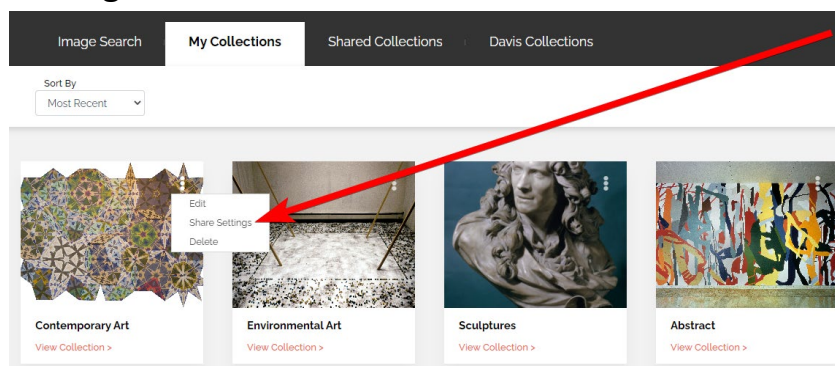 Image Search My Collections Shared Collections Davis Collections
Sort By
Most Recent
Edit
Share Settings
Delete
Contemporary Art Environmental Art Sculptures Abstract
View Collection > View Collection > View Collection > View Collection >